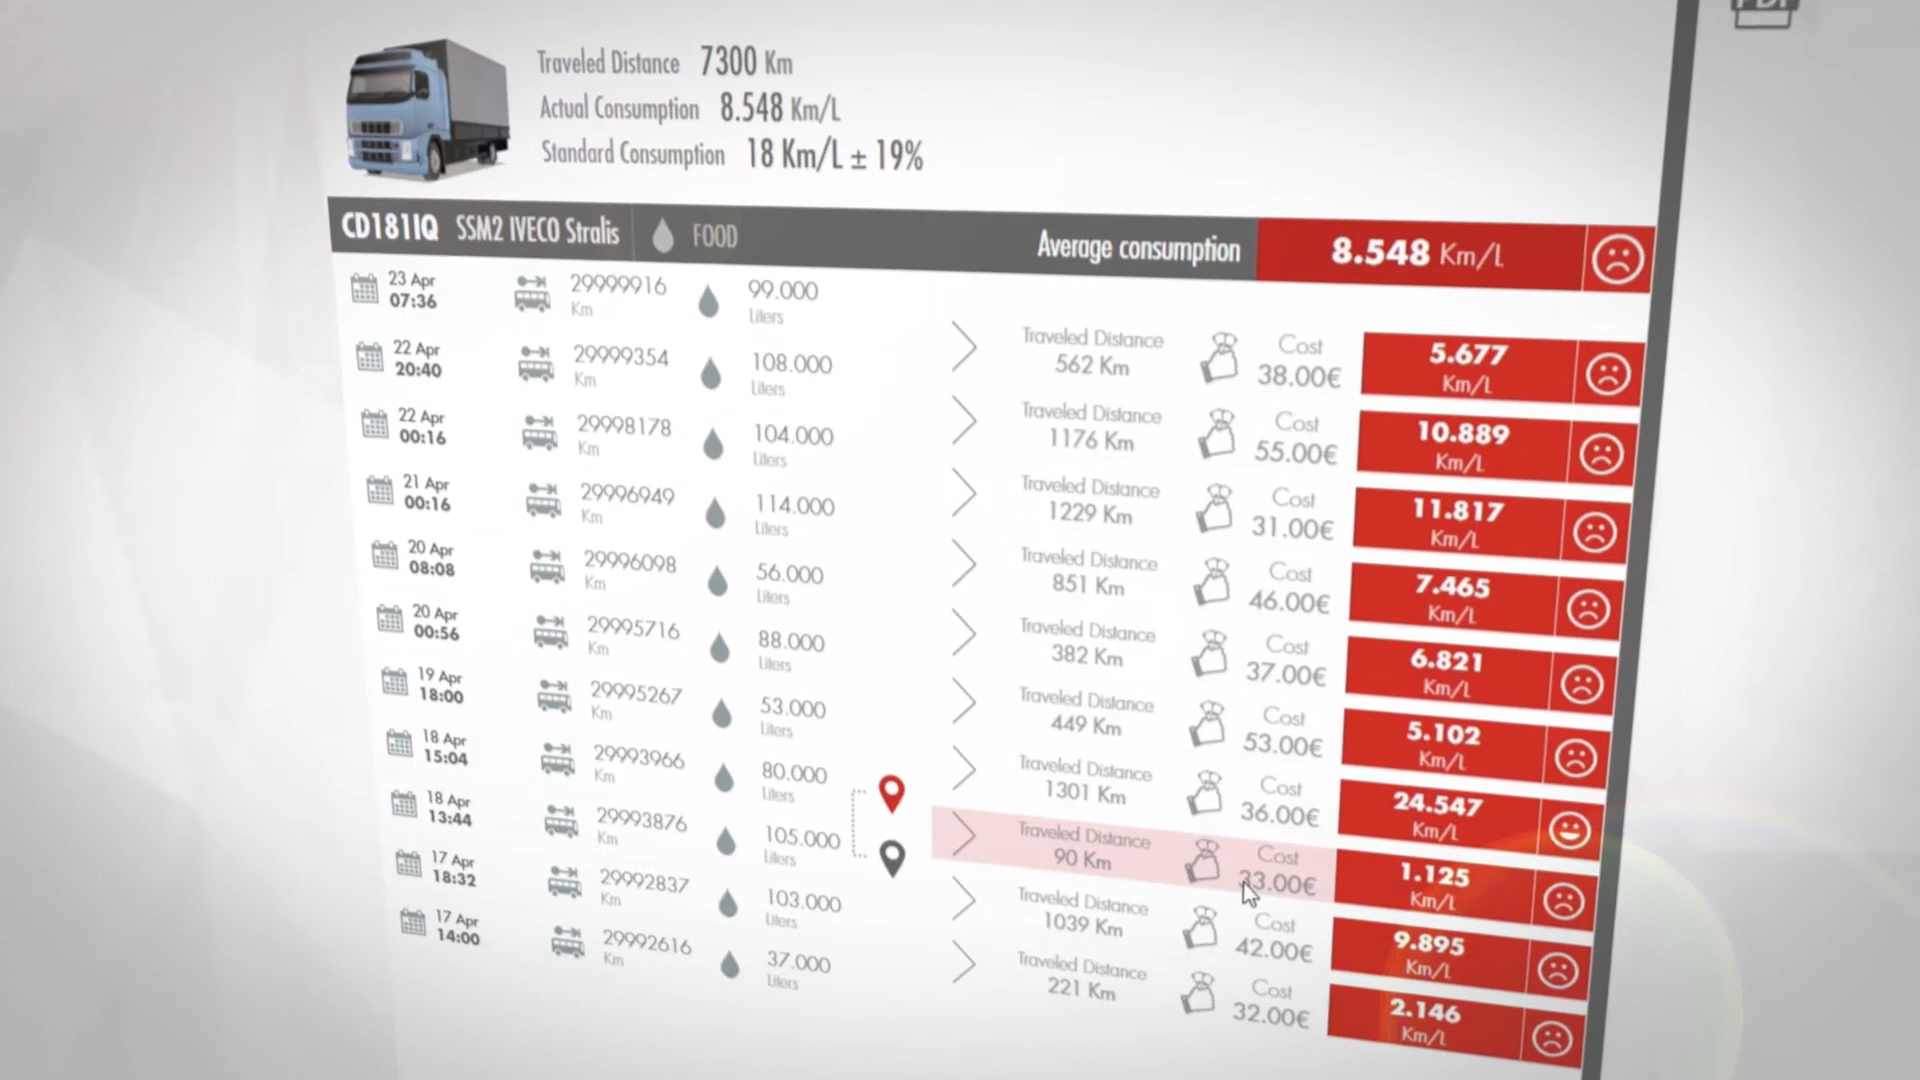 PDF
Traveled Distance 7300 Km
Actual Consumption 8.548 Km/L
Standard Consumption 18 Km/L ± 19%
CD181IQ SSM2 IVECO Stralis FOOD Average consumption 8.548 Km/L
23 Apr 07:36 29999916 Km 99.000 Liters
Traveled Distance 562 Km Cost 38.00€ 5.677 Km/L
22 Apr 20:40 29999354 Km 108.000 Liters
Traveled Distance 1176 Km Cost 55.00€ 10.889 Km/L
22 Apr 00:16 29998178 Km 104.000 Liters
Traveled Distance 1229 Km Cost 31.00€ 11.817 Km/L
21 Apr 00:16 29996949 Km 114.000 Liters
Traveled Distance 851 Km Cost 46.00€ 7.465 Km/L
20 Apr 08:08 29996098 Km 56.000 Liters
Traveled Distance 382 Km Cost 37.00€ 6.821 Km/L
20 Apr 00:56 29995716 Km 88.000 Liters
Traveled Distance 449 Km Cost 53.00€ 5.102 Km/L
19 Apr 18:00 29995267 Km 53.000 Liters
Traveled Distance 1301 Km Cost 36.00€ 24.547 Km/L
18 Apr 15:04 29993966 Km 80.000 Liters
Traveled Distance 90 Km Cost 33.00€ 1.125 Km/L
18 Apr 13:44 29993876 Km 105.000 Liters
Traveled Distance 1039 Km Cost 42.00€ 9.895 Km/L
17 Apr 18:32 29992837 Km 103.000 Liters
Traveled Distance 221 Km Cost 32.00€ 2.146 Km/L
17 Apr 14:00 29992616 Km 37.000 Liters